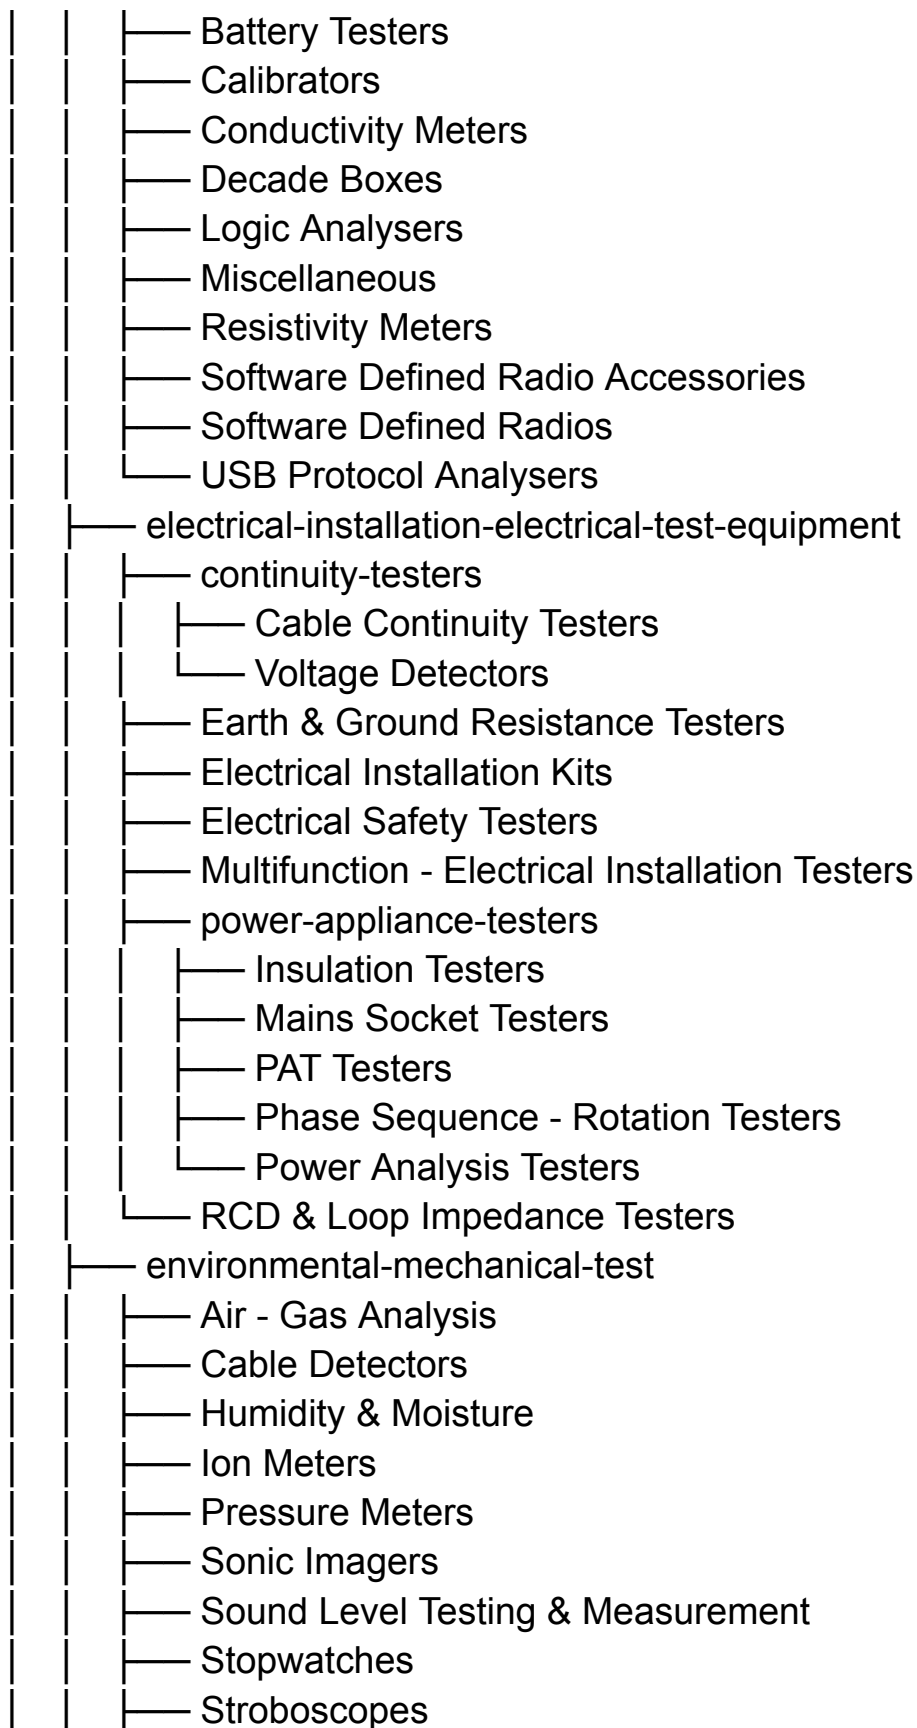 │ │ ├── Battery Testers
│ │ ├── Calibrators
│ │ ├── Conductivity Meters
│ │ ├── Decade Boxes
│ │ ├── Logic Analysers
│ │ ├── Miscellaneous
│ │ ├── Resistivity Meters
│ │ ├── Software Defined Radio Accessories
│ │ ├── Software Defined Radios
│ │ └── USB Protocol Analysers
│ ├── electrical-installation-electrical-test-equipment
│ │ ├── continuity-testers
│ │ │ ├── Cable Continuity Testers
│ │ │ └── Voltage Detectors
│ │ ├── Earth & Ground Resistance Testers
│ │ ├── Electrical Installation Kits
│ │ ├── Electrical Safety Testers
│ │ ├── Multifunction - Electrical Installation Testers
│ │ ├── power-appliance-testers
│ │ │ ├── Insulation Testers
│ │ │ ├── Mains Socket Testers
│ │ │ ├── PAT Testers
│ │ │ ├── Phase Sequence - Rotation Testers
│ │ │ └── Power Analysis Testers
│ │ └── RCD & Loop Impedance Testers
│ ├── environmental-mechanical-test
│ │ ├── Air - Gas Analysis
│ │ ├── Cable Detectors
│ │ ├── Humidity & Moisture
│ │ ├── Ion Meters
│ │ ├── Pressure Meters
│ │ ├── Sonic Imagers
│ │ ├── Sound Level Testing & Measurement
│ │ ├── Stopwatches
│ │ ├── Stroboscopes